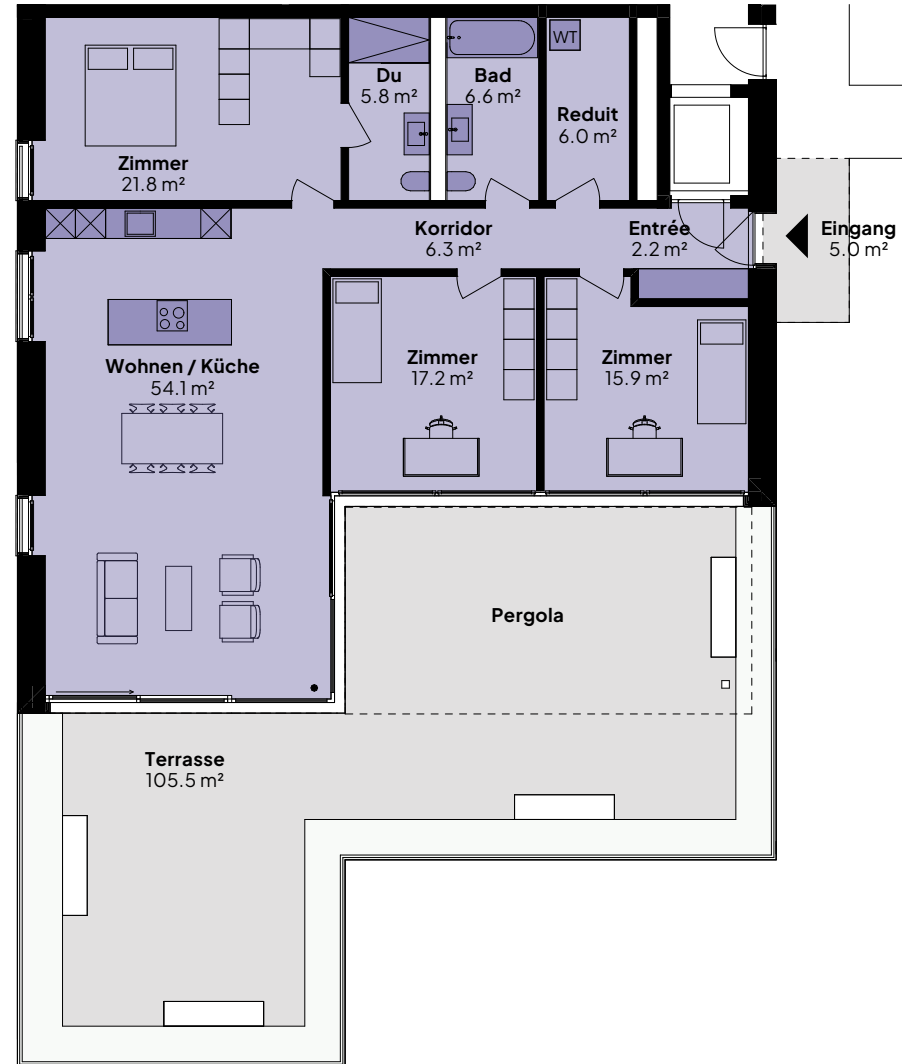 WT
Du
5.8 m²
Bad
6.6 m²
Reduit
6.0 m²
Zimmer
21.8 m²
Korridor
6.3 m²
Entrée
2.2 m²
Eingang
5.0 m²
Wohnen / Küche
54.1 m²
Zimmer
17.2 m²
Zimmer
15.9 m²
Pergola
Terrasse
105.5 m²